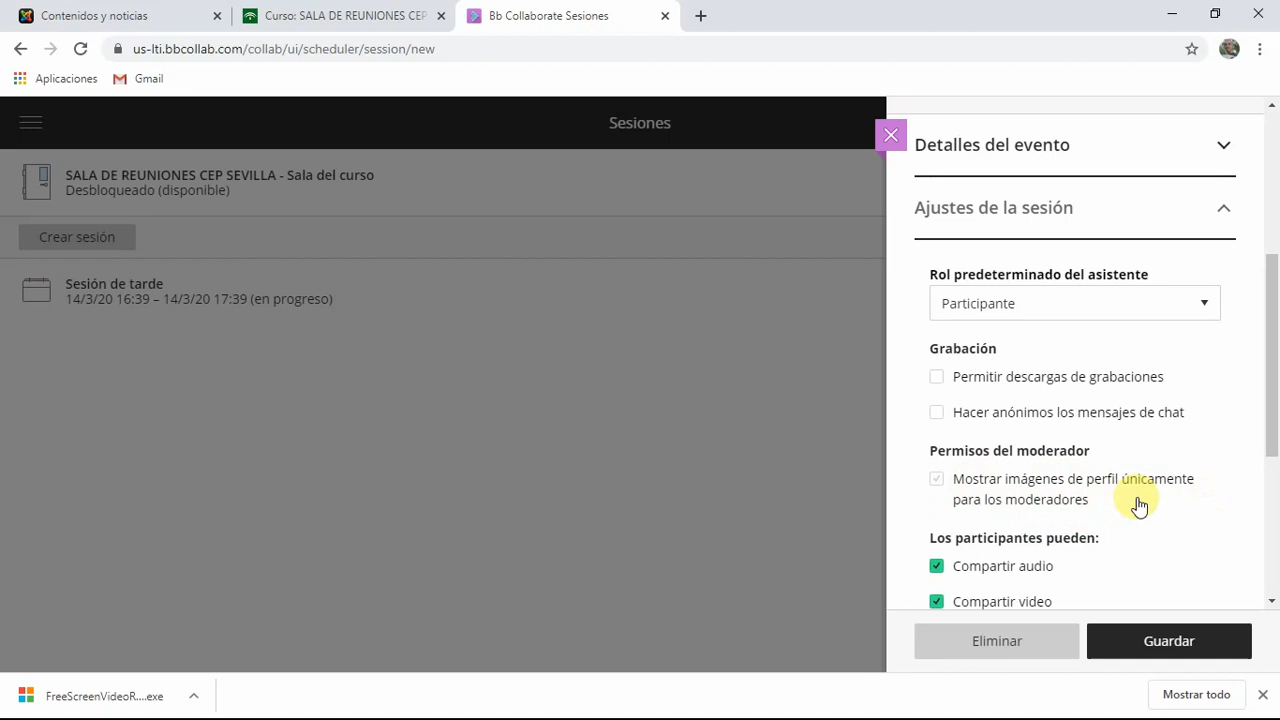 Contenidos y noticias
Curso: SALA DE REUNIONES CEP
Bb Collaborate Sesiones
us-lti.bbcollab.com/collab/ui/scheduler/session/new
Aplicaciones
Gmail
Sesiones
SALA DE REUNIONES CEP SEVILLA - Sala del curso
Desbloqueado (disponible)
Crear sesión
Sesión de tarde
14/3/20 16:39 – 14/3/20 17:39 (en progreso)
Detalles del evento
Ajustes de la sesión
Rol predeterminado del asistente
Participante
Grabación
Permitir descargas de grabaciones
Hacer anónimos los mensajes de chat
Permisos del moderador
Mostrar imágenes de perfil únicamente
para los moderadores
Los participantes pueden:
Compartir audio
Compartir video
Eliminar
Guardar
FreeScreenVideoR....exe
Mostrar todo